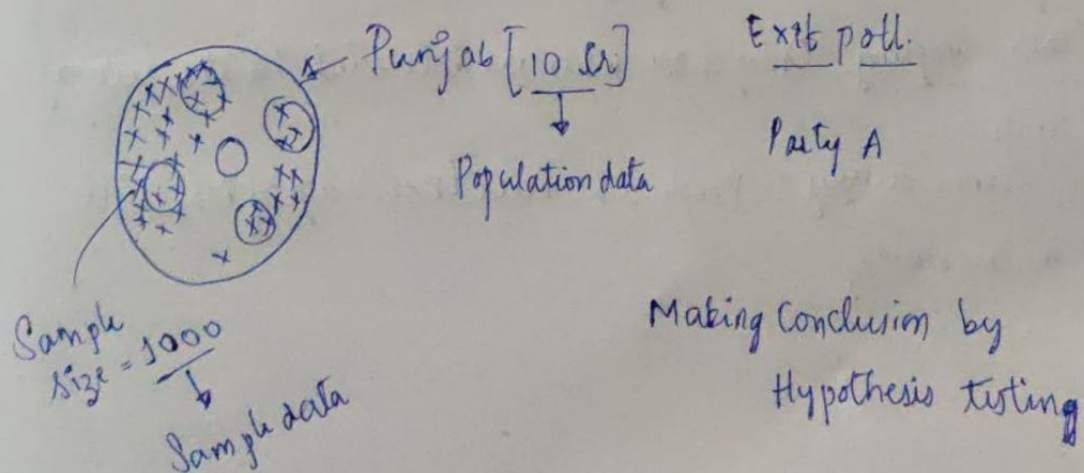 Punjab [10 Cr]
Exit poll.
Population data
Party A
Sample
size = 1000
Sample data
Making Conclusion by
Hypothesis testing